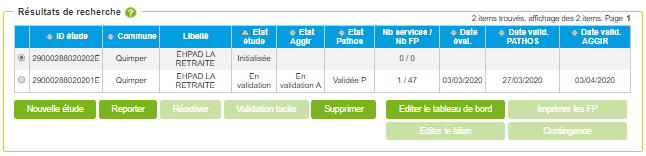 Résultats de recherche ?
2 items trouvés, affichage des 2 items. Page 1
ID étude Commune Libellé Etat étude Etat Aggir Etat Pathos Nb services / Nb FP Date éval. Date valid. PATHOS Date valid. AGGIR
29000288020202E Quimper EHPAD LA RETRAITE Initialisée 0 / 0
29000288020201E Quimper EHPAD LA RETRAITE En validation En validation A Validée P 1 / 47 03/03/2020 27/03/2020 03/04/2020
Nouvelle étude Reporter Réactiver Validation tacite Supprimer Editer le tableau de bord Imprimer les FP
Editer le bilan Contingence